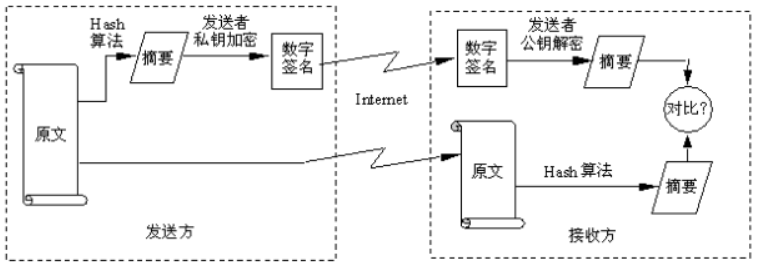 Hash
算法
摘要
发送者
私钥加密
数字
签名
原文
发送方
Internet
数字
签名
发送者
公钥解密
摘要
对比?
原文
Hash 算法
摘要
接收方